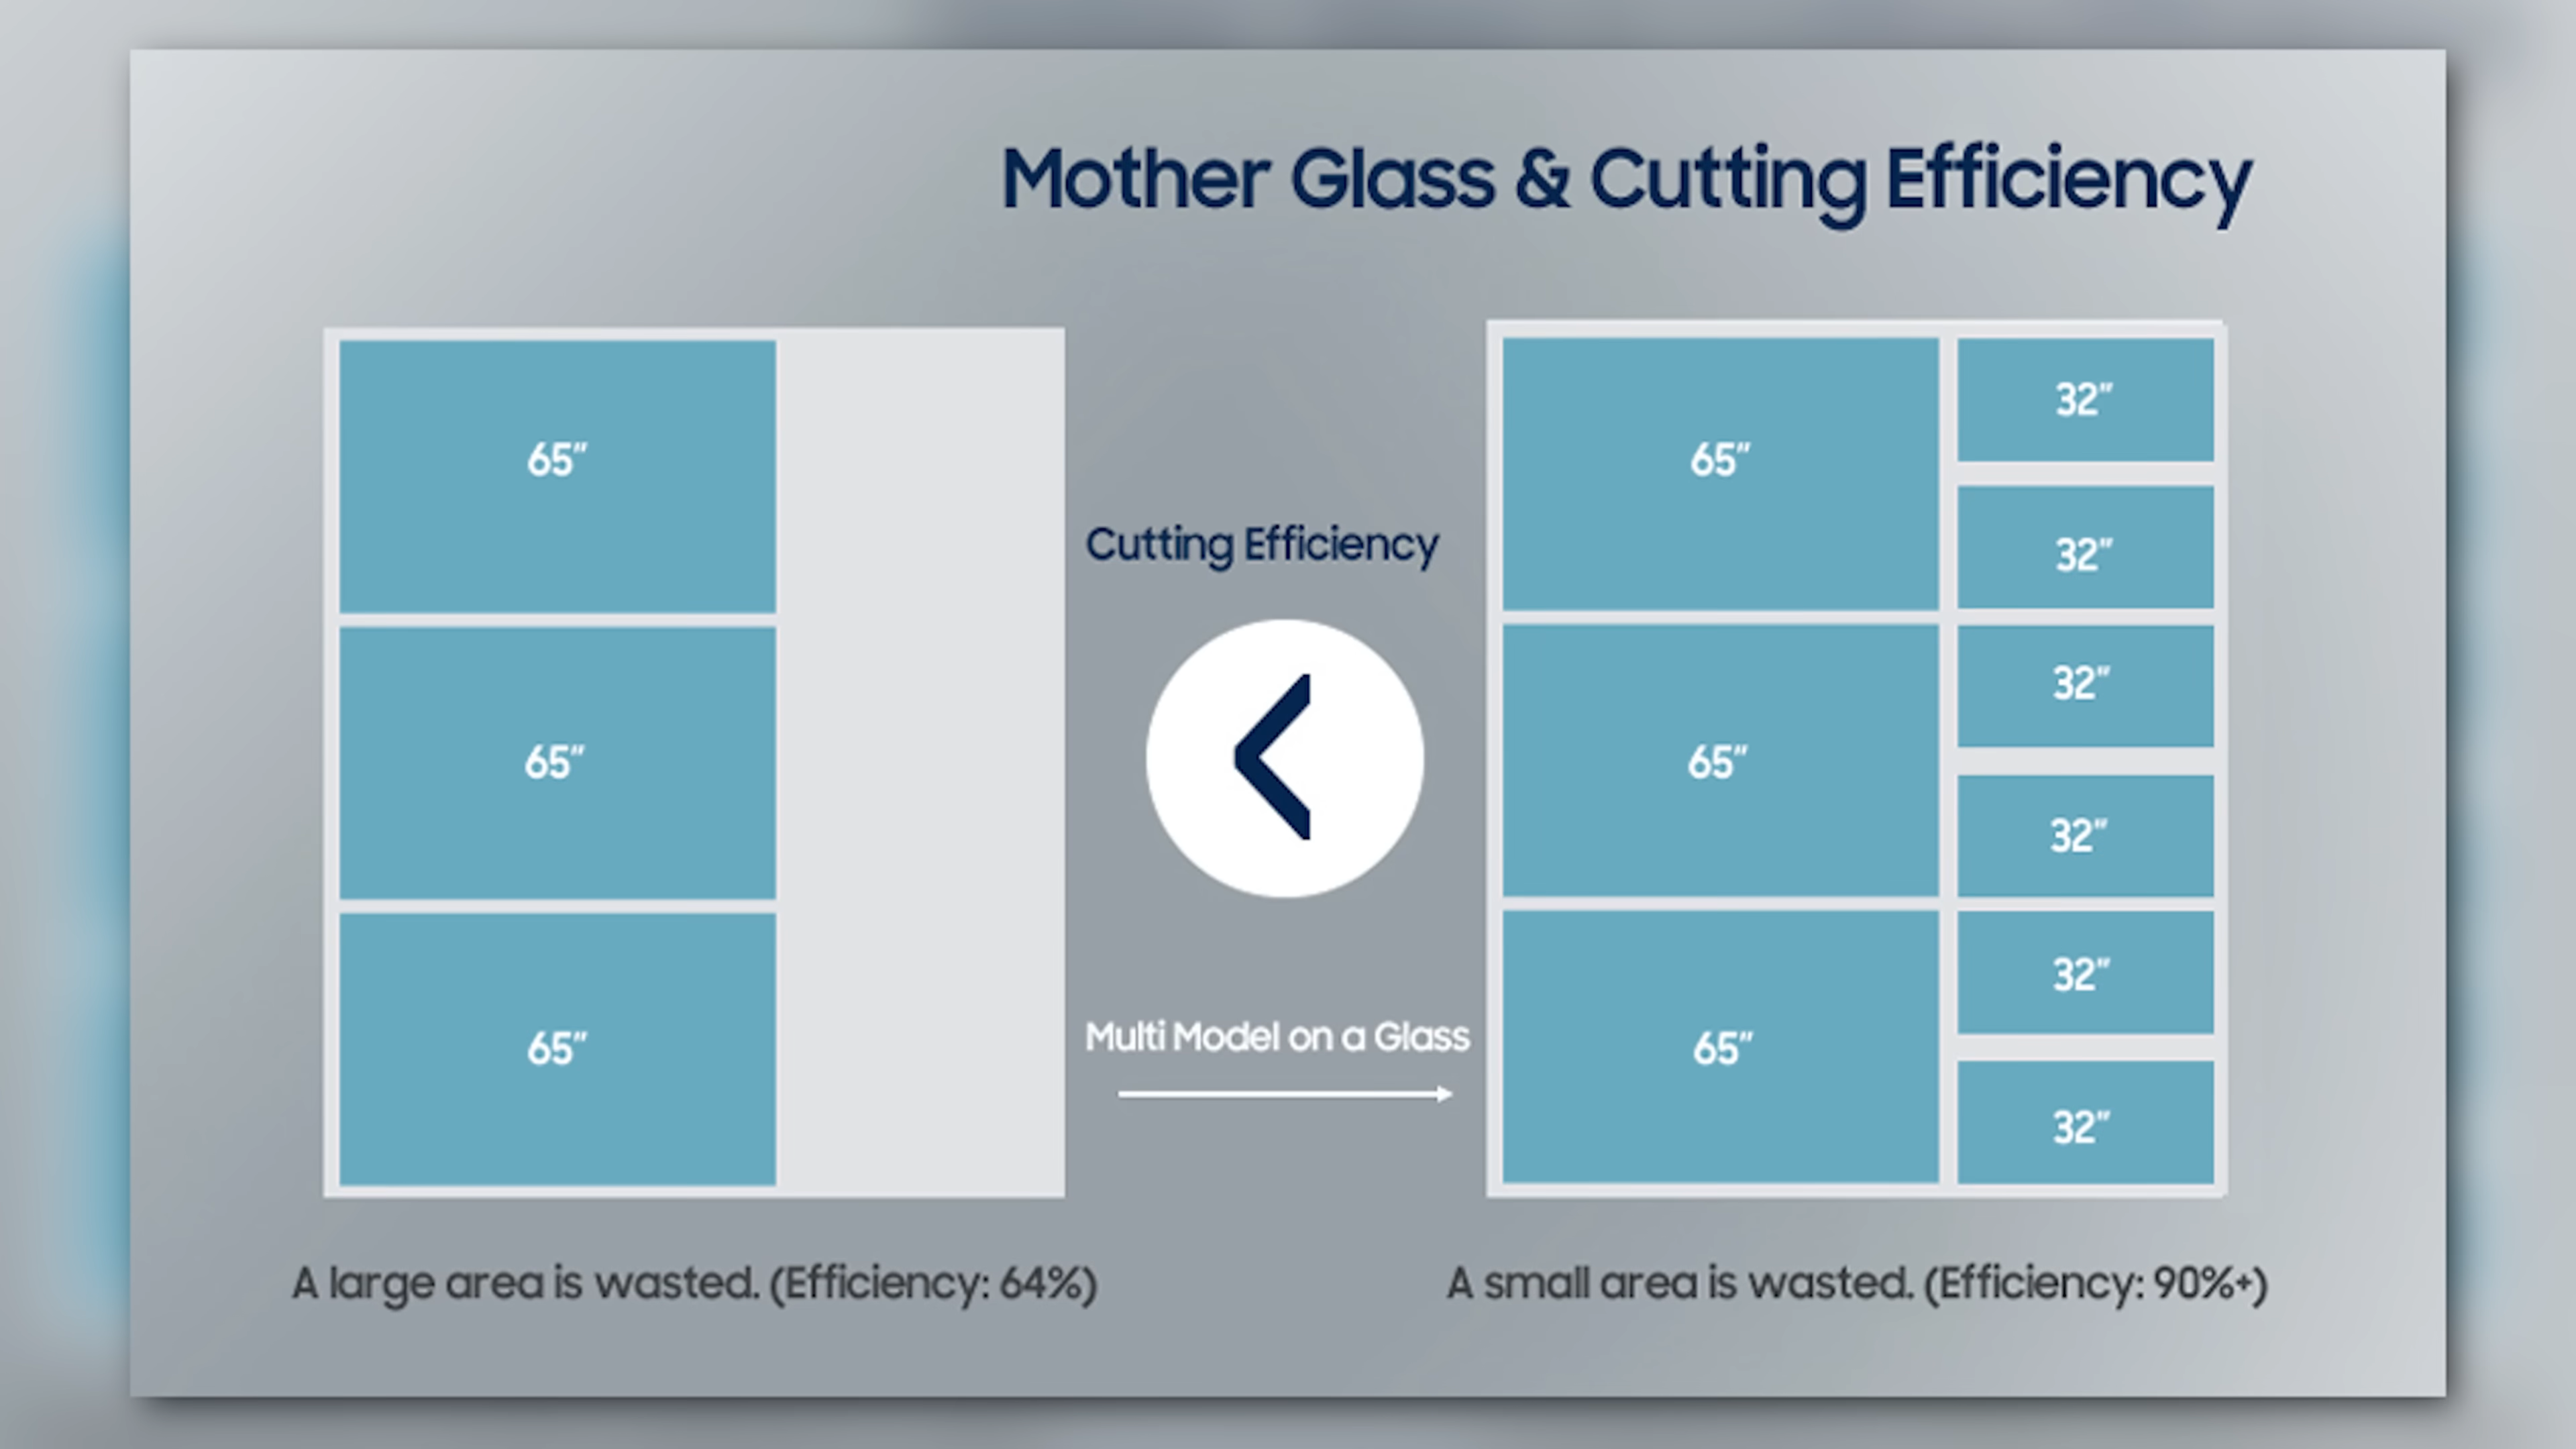 Mother Glass & Cutting Efficiency
65"
65"
65"
A large area is wasted. (Efficiency: 64%)
Cutting Efficiency
<
Multi Model on a Glass
65"
65"
65"
32"
32"
32"
32"
32"
32"
A small area is wasted. (Efficiency: 90%+)